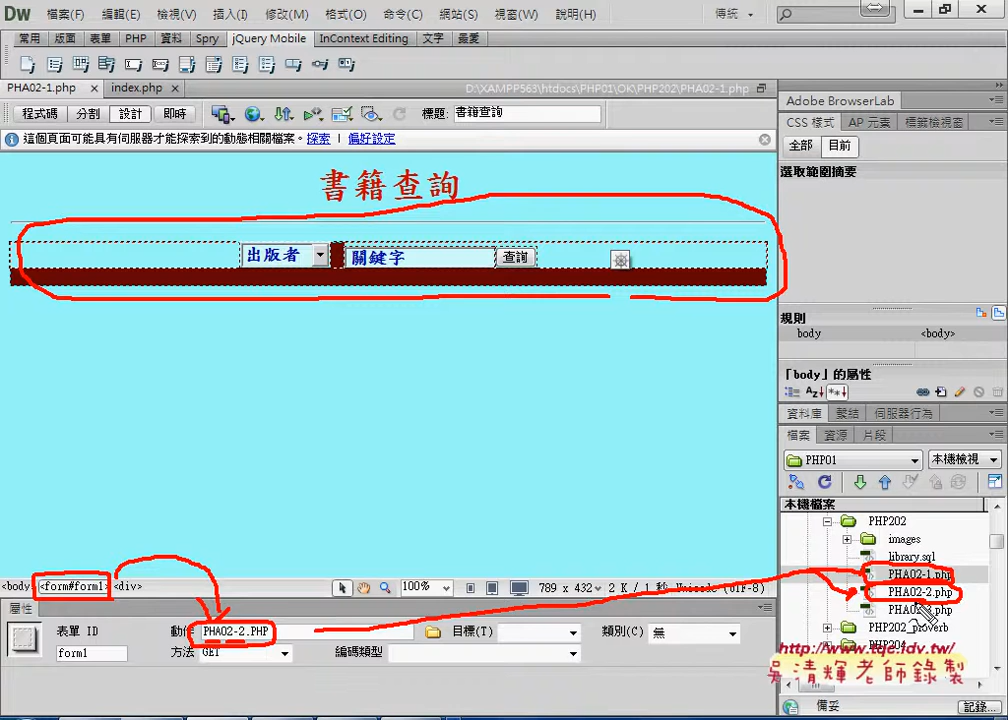 Dw 檔案(F) 編輯(E) 檢視(V) 插入(I) 修改(M) 格式(O) 命令(C) 網站(S) 視窗(W) 說明(H) 傳統
常用 版面 表單 PHP 資料 Spry jQuery Mobile InContext Editing 文字 最愛
PHA02-1.php index.php D:\XAMPP563\htdocs\PHP01\OK\PHP202\PHA02-1.php
程式碼 分割 設計 即時 標題: 書籍查詢
這個頁面可能具有伺服器才能探索到的動態相關檔案。 探索 | 偏好設定
書籍查詢
出版者 關鍵字 查詢
<body> <form#form1> <div> 100% 789 x 432 2 K / 1 秒 Unicode (UTF-8)
屬性
表單 ID 動作 PHA02-2.PHP 目標(T) 類別(C) 無
form1 方法 GET 編碼類型
Adobe BrowserLab
CSS 樣式 AP 元素 標籤檢視窗
全部 目前
選取範圍摘要
規則
body <body>
「body」的屬性
資料庫 繫結 伺服器行為
檔案 資源 片段
PHP01 本機檢視
本機檔案
PHP202
images
library.sql
PHA02-1.php
PHA02-2.php
PHP202_proverb
PHP204
http://www.tqc.idv.tw/
吳清輝老師錄製
備妥 記錄...